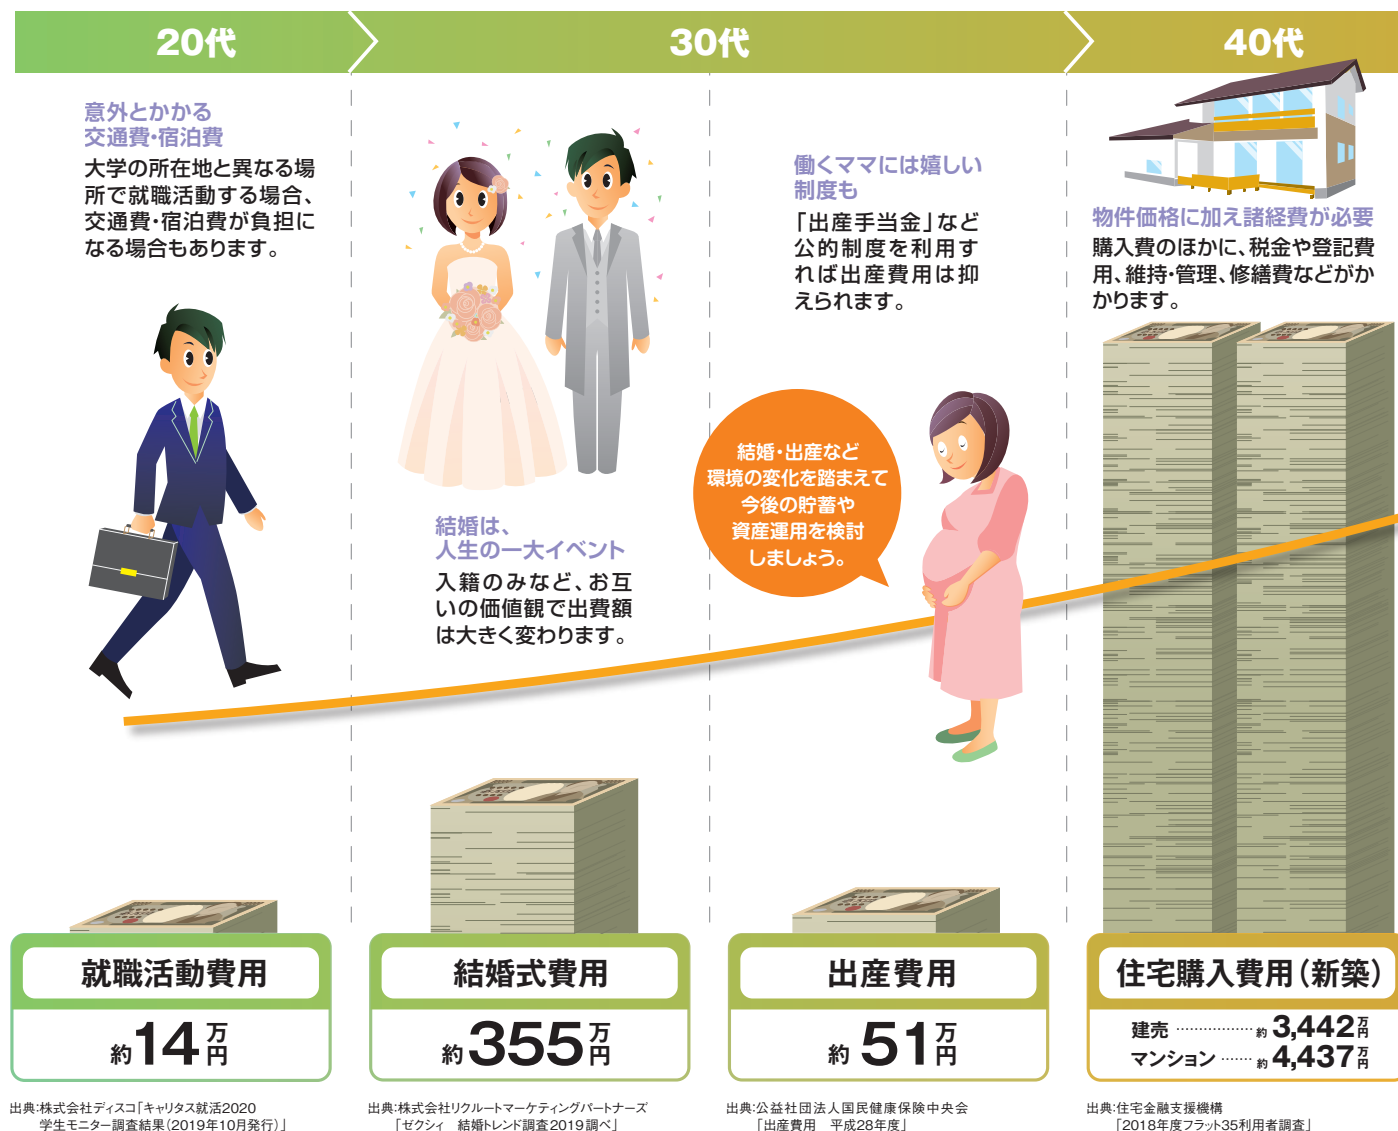 20代
30代
40代
意外とかかる
交通費・宿泊費
大学の所在地と異なる場
所で就職活動する場合、
交通費・宿泊費が負担に
なる場合もあります。
結婚は、
人生の一大イベント
入籍のみなど、お互
いの価値観で出費額
は大きく変わります。
働くママには嬉しい
制度も
「出産手当金」など
公的制度を利用す
れば出産費用は抑
えられます。
結婚・出産など
環境の変化を踏まえて
今後の貯蓄や
資産運用を検討
しましょう。
物件価格に加え諸経費が必要
購入費のほかに、税金や登記費
用、維持・管理、修繕費などがか
かります。
就職活動費用
約14万円
出典:株式会社ディスコ「キャリタス就活2020
学生モニター調査結果(2019年10月発行)」
結婚式費用
約355万円
出典:株式会社リクルートマーケティングパートナーズ
「ゼクシィ 結婚トレンド調査2019調べ」
出産費用
約51万円
出典:公益社団法人国民健康保険中央会
「出産費用 平成28年度」
住宅購入費用(新築)
建売 ……………… 約3,442万円
マンション ……. 約4,437万円
出典:住宅金融支援機構
「2018年度フラット35利用者調査」